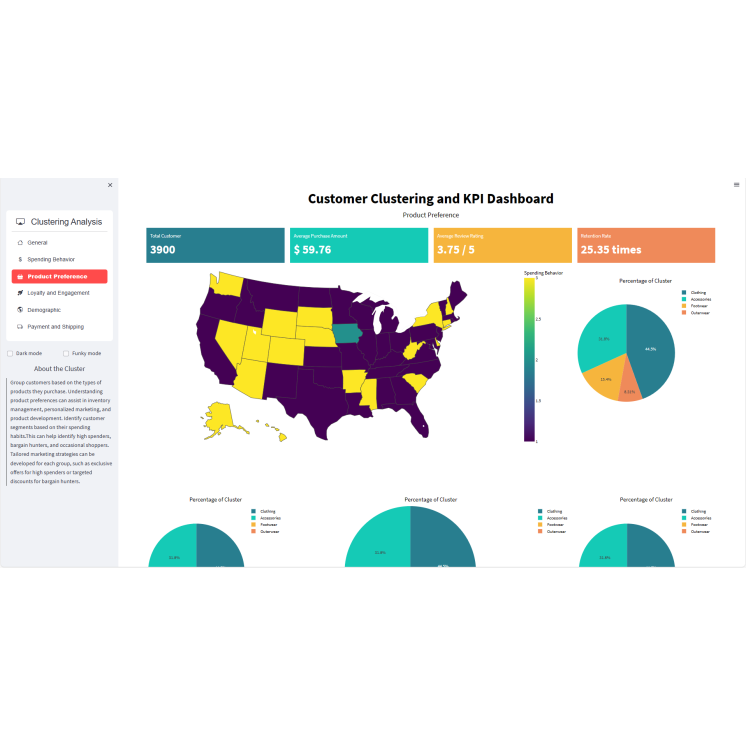 Clustering Analysis
General
$ Spending Behavior
Product Preference
Loyalty and Engagement
Demographic
Payment and Shipping
Dark mode
Funky mode
About the Cluster
Group customers based on the types of
products they purchase. Understanding
product preferences can assist in inventory
management, personalized marketing, and
product development. Identify customer
segments based on their spending
habits.This can help identify high spenders,
bargain hunters, and occasional shoppers.
Tailored marketing strategies can be
developed for each group, such as exclusive
offers for high spenders or targeted
discounts for bargain hunters.
Customer Clustering and KPI Dashboard
Product Preference
Total Customer
3900
Average Purchase Amount
$ 59.76
Average Review Rating
3.75 / 5
Retention Rate
25.35 times
Spending Behavior
3
2.5
2
1.5
1
Percentage of Cluster
Clothing
Accessories
Footwear
Outerwear
44.5%
31.8%
15.4%
Percentage of Cluster
Clothing
Accessories
Footwear
Outerwear
31.8%
Percentage of Cluster
Clothing
Accessories
Footwear
Outerwear
31.8%
Percentage of Cluster
Clothing
Accessories
Footwear
Outerwear
31.8%